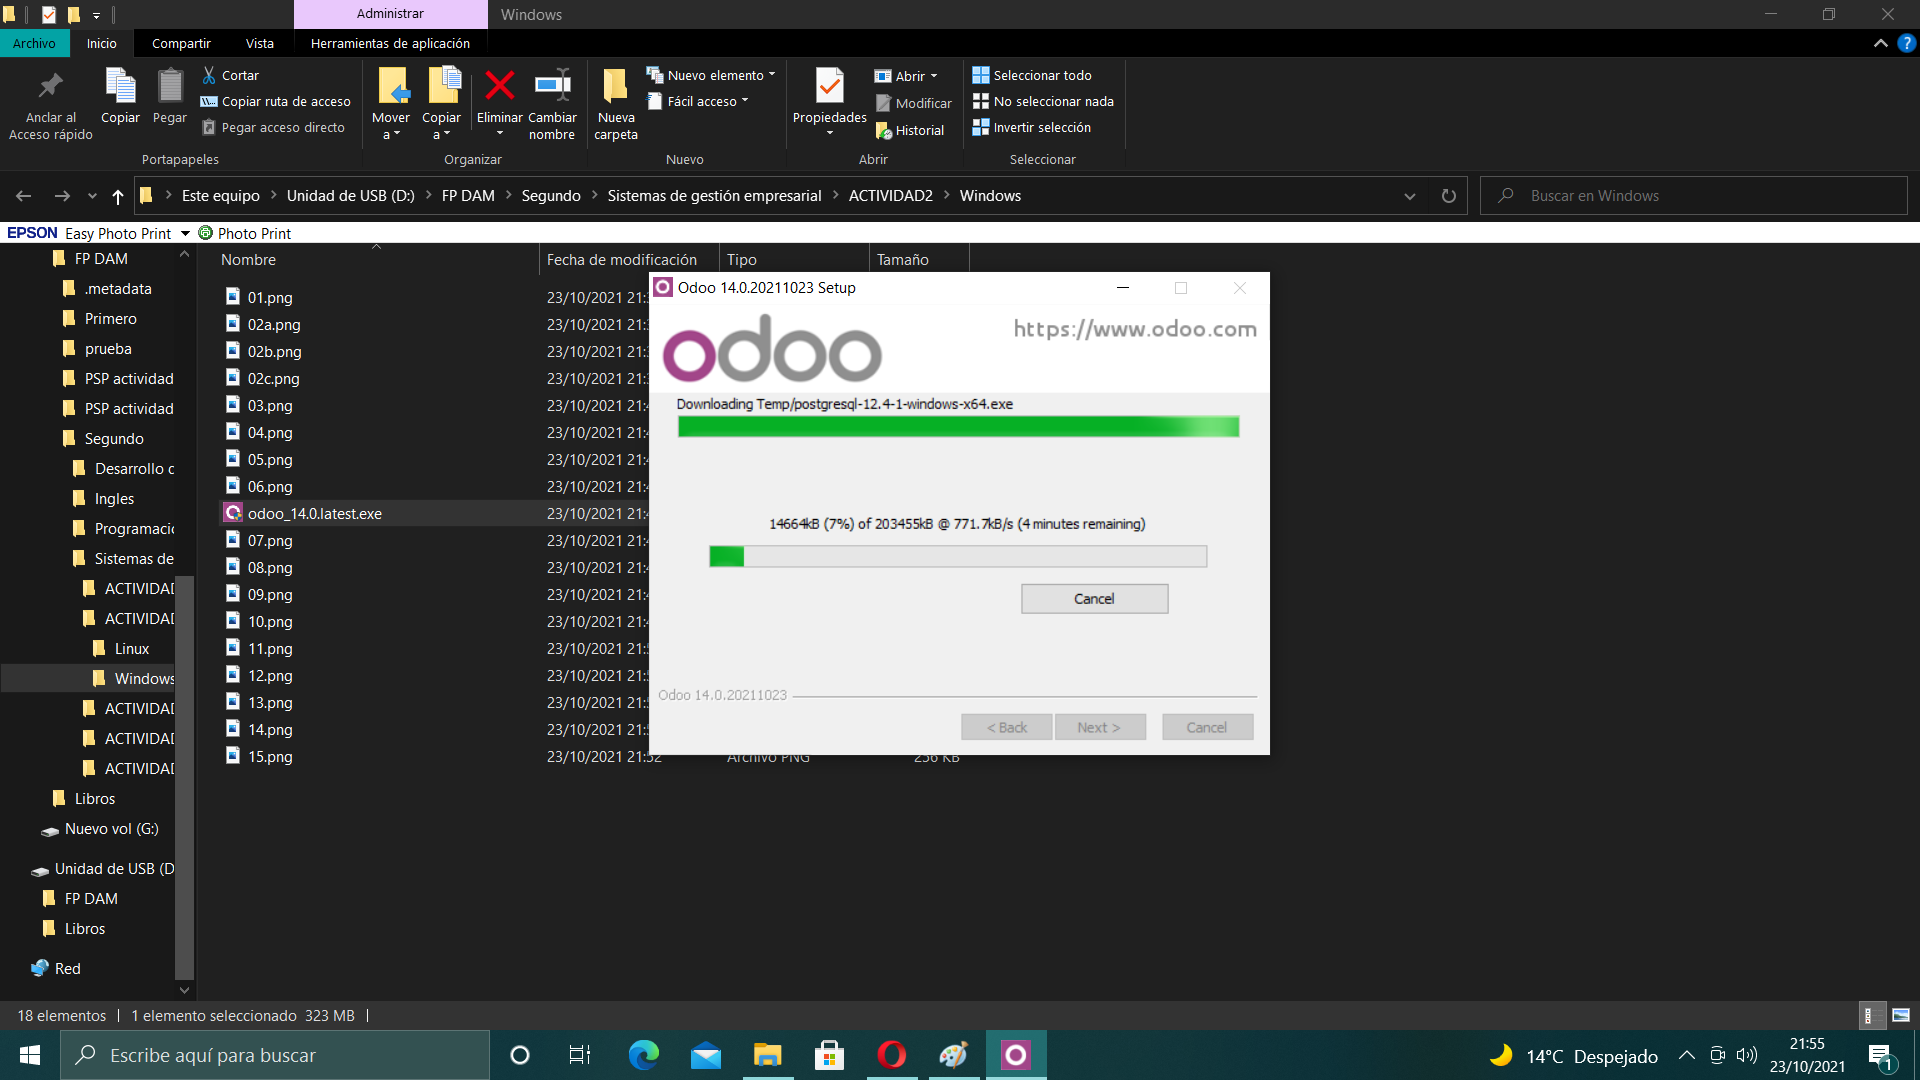 Administrar
Windows
Archivo
Inicio
Compartir
Vista
Herramientas de aplicación
Anclar al
Acceso rápido
Copiar
Pegar
Cortar
Copiar ruta de acceso
Pegar acceso directo
Portapapeles
Mover
a
Copiar
a
Eliminar
Cambiar
nombre
Organizar
Nueva
carpeta
Nuevo elemento
Fácil acceso
Nuevo
Propiedades
Abrir
Modificar
Historial
Abrir
Seleccionar todo
No seleccionar nada
Invertir selección
Seleccionar
Este equipo > Unidad de USB (D:) > FP DAM > Segundo > Sistemas de gestión empresarial > ACTIVIDAD2 > Windows
Buscar en Windows
EPSON Easy Photo Print
Photo Print
FP DAM
.metadata
Primero
prueba
PSP actividad
PSP actividad
Segundo
Desarrollo
Ingles
Programaci
Sistemas de
ACTIVIDAD
ACTIVIDAD
Linux
Windows
ACTIVIDAD
ACTIVIDAD
ACTIVIDAD
Libros
Nuevo vol (G:)
Unidad de USB (D
FP DAM
Libros
Red
Nombre
Fecha de modificación
Tipo
Tamaño
01.png 23/10/2021 21:
02a.png 23/10/2021 21:
02b.png 23/10/2021 21:
02c.png 23/10/2021 21:
03.png 23/10/2021 21:
04.png 23/10/2021 21:
05.png 23/10/2021 21:
06.png 23/10/2021 21:
odoo_14.0.latest.exe 23/10/2021 21:
07.png 23/10/2021 21:
08.png 23/10/2021 21:
09.png 23/10/2021 21:
10.png 23/10/2021 21:
11.png 23/10/2021 21:
12.png 23/10/2021 21:
13.png 23/10/2021 21:
14.png 23/10/2021 21:
15.png 23/10/2021 21:52 Archivo PNG 256 KB
Odoo 14.0.20211023 Setup
odoo
https://www.odoo.com
Downloading Temp/postgresql-12.4-1-windows-x64.exe
14664kB (7%) of 203455kB @ 771.7kB/s (4 minutes remaining)
Cancel
Odoo 14.0.20211023
< Back
Next >
Cancel
18 elementos
1 elemento seleccionado 323 MB
Escribe aquí para buscar
14°C Despejado
21:55
23/10/2021
1